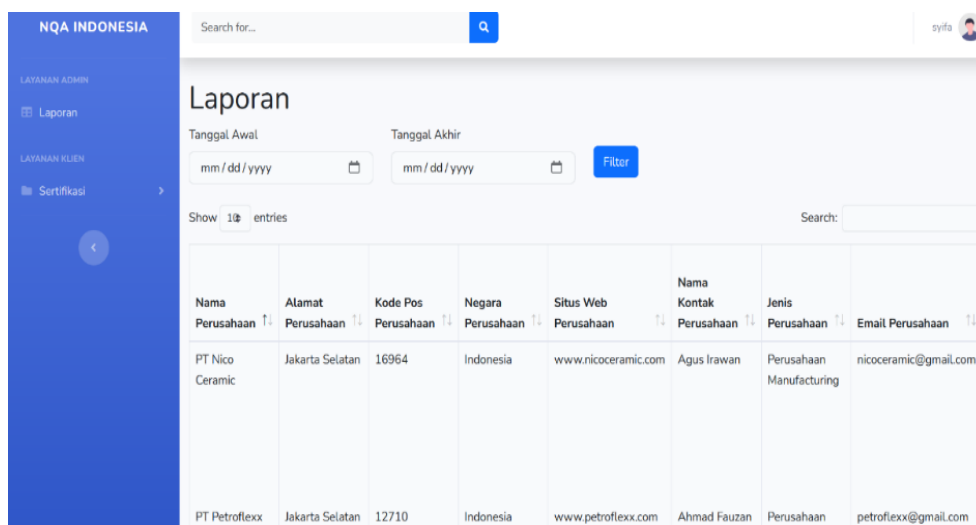 NQA INDONESIA
Search for...
syifa
LAYANAN ADMIN
Laporan
LAYANAN KLIEN
Sertifikasi
Laporan
Tanggal Awal
Tanggal Akhir
mm/dd/yyyy
mm/dd/yyyy
Filter
Show 10 entries
Search:
Nama Perusahaan
Alamat Perusahaan
Kode Pos Perusahaan
Negara Perusahaan
Situs Web Perusahaan
Nama Kontak Perusahaan
Jenis Perusahaan
Email Perusahaan
PT Nico Ceramic
Jakarta Selatan
16964
Indonesia
www.nicoceramic.com
Agus Irawan
Perusahaan Manufacturing
nicoceramic@gmail.com
PT Petroflexx
Jakarta Selatan
12710
Indonesia
www.petroflexx.com
Ahmad Fauzan
Perusahaan
petroflexx@gmail.com